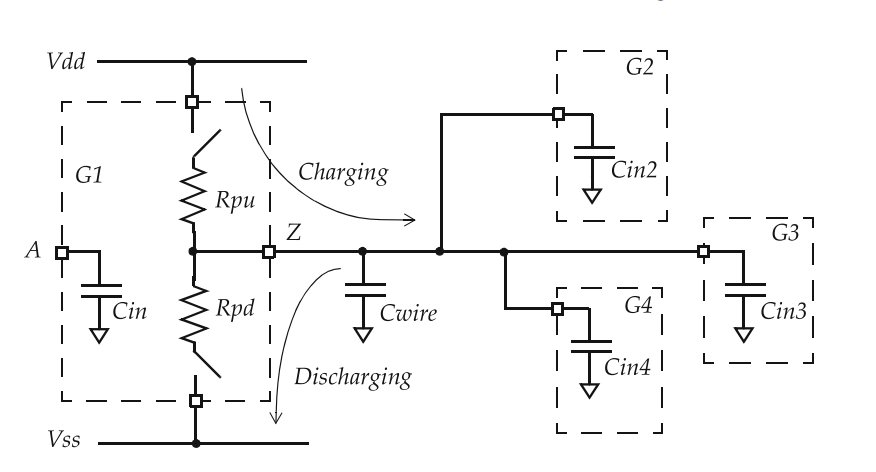 Vdd
G2
G1
Charging
Cin2
Rpu
A
Z
G3
Cin
Rpd
Cwire
G4
Cin3
Cin4
Discharging
Vss